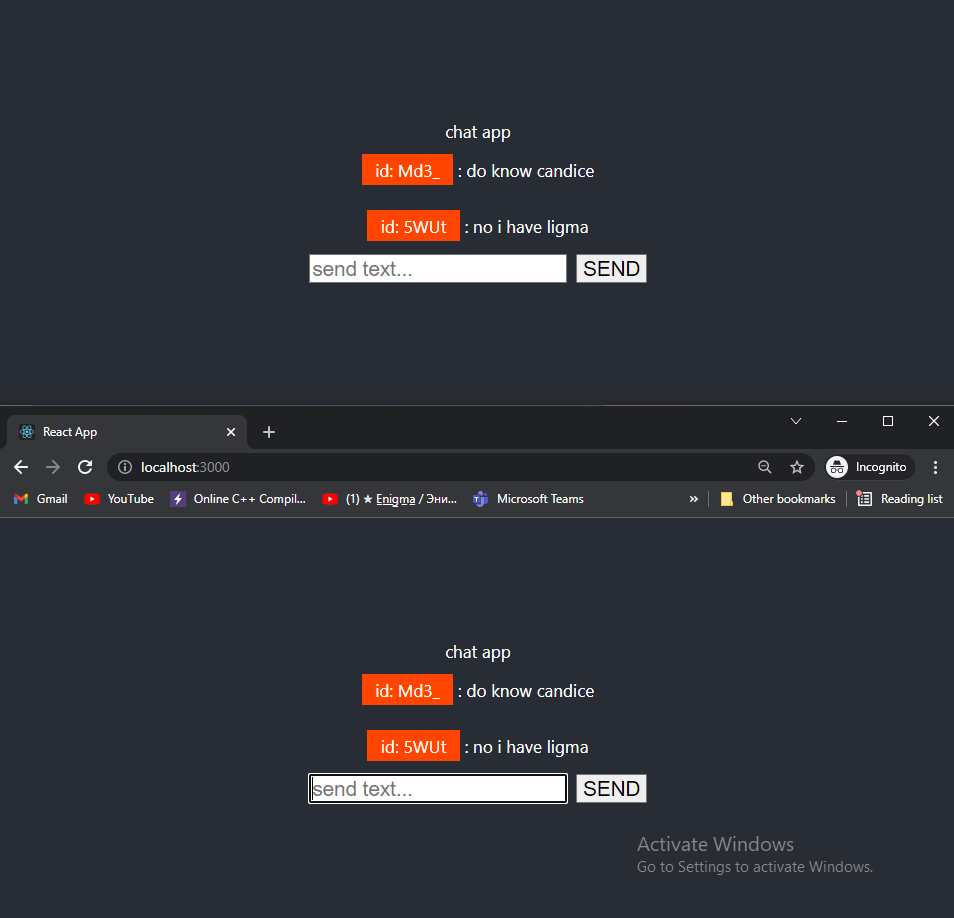 chat app
id: Md3_ : do know candice
id: 5WUt : no i have ligma
send text... SEND
React App
localhost:3000 Incognito
Gmail YouTube Online C++ Compil... (1) ★ Enigma / Эни... Microsoft Teams » Other bookmarks Reading list
chat app
id: Md3_ : do know candice
id: 5WUt : no i have ligma
send text... SEND
Activate Windows
Go to Settings to activate Windows.